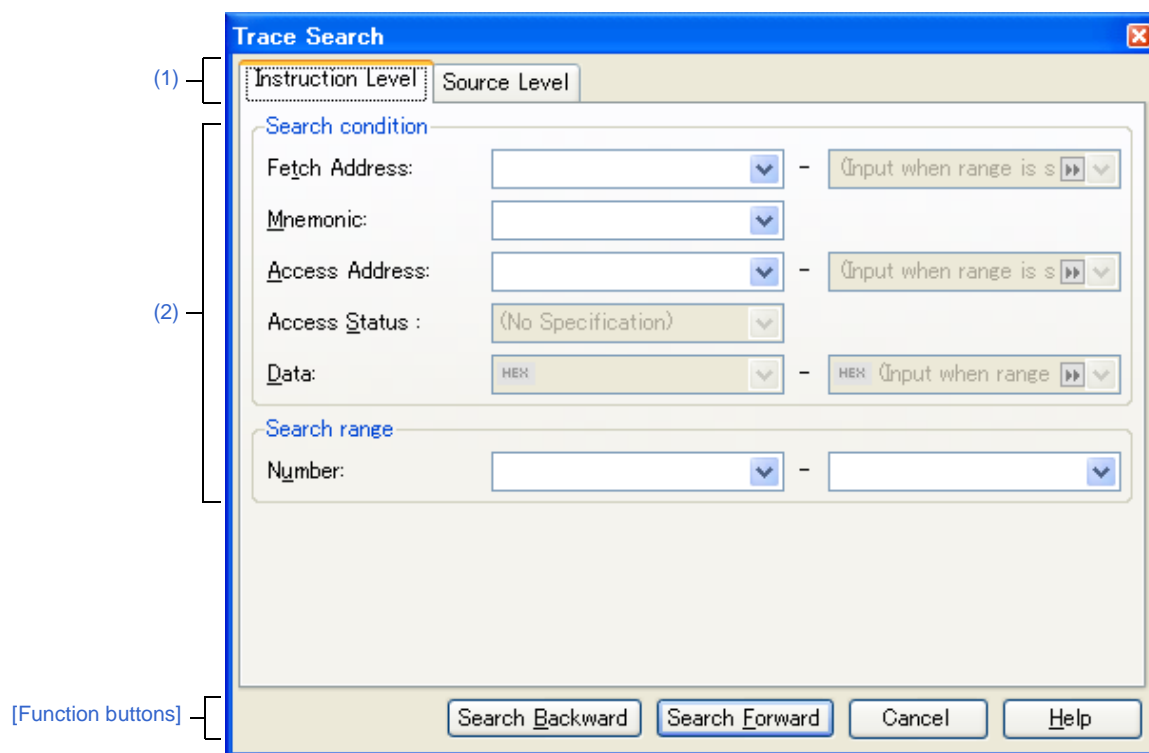 Trace Search
(1)
Instruction Level Source Level
(2)
Search condition
Fetch Address: - (Input when range is s
Mnemonic:
Access Address: - (Input when range is s
Access Status : (No Specification)
Data: HEX - HEX (Input when range
Search range
Number: -
[Function buttons]
Search Backward Search Forward Cancel Help